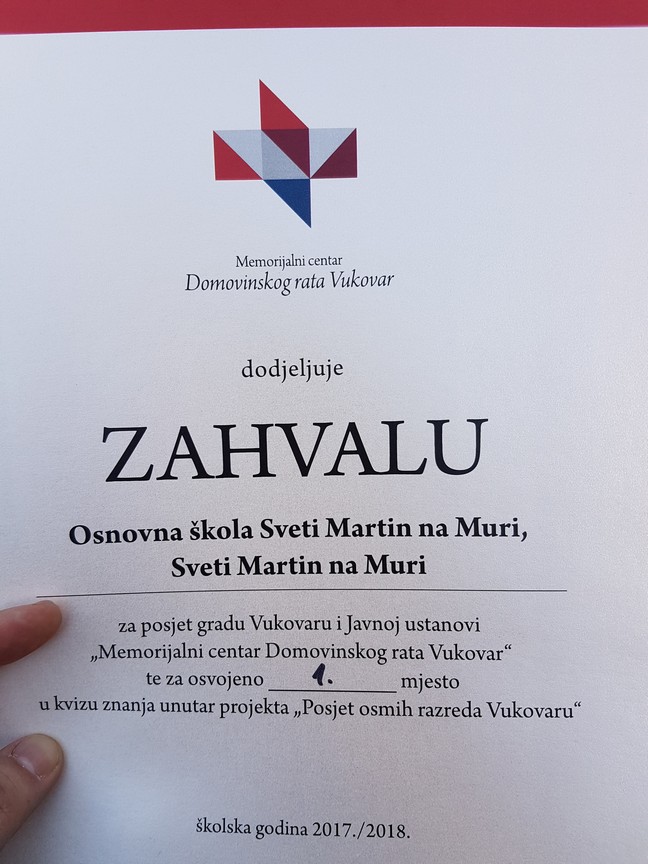 Memorijalni centar
Domovinskog rata Vukovar
dodjeljuje
ZAHVALU
Osnovna škola Sveti Martin na Muri,
Sveti Martin na Muri
za posjet gradu Vukovaru i Javnoj ustanovi
„Memorijalni centar Domovinskog rata Vukovar“
te za osvojeno 1. mjesto
u kvizu znanja unutar projekta „Posjet osmih razreda Vukovaru“
školska godina 2017./2018.